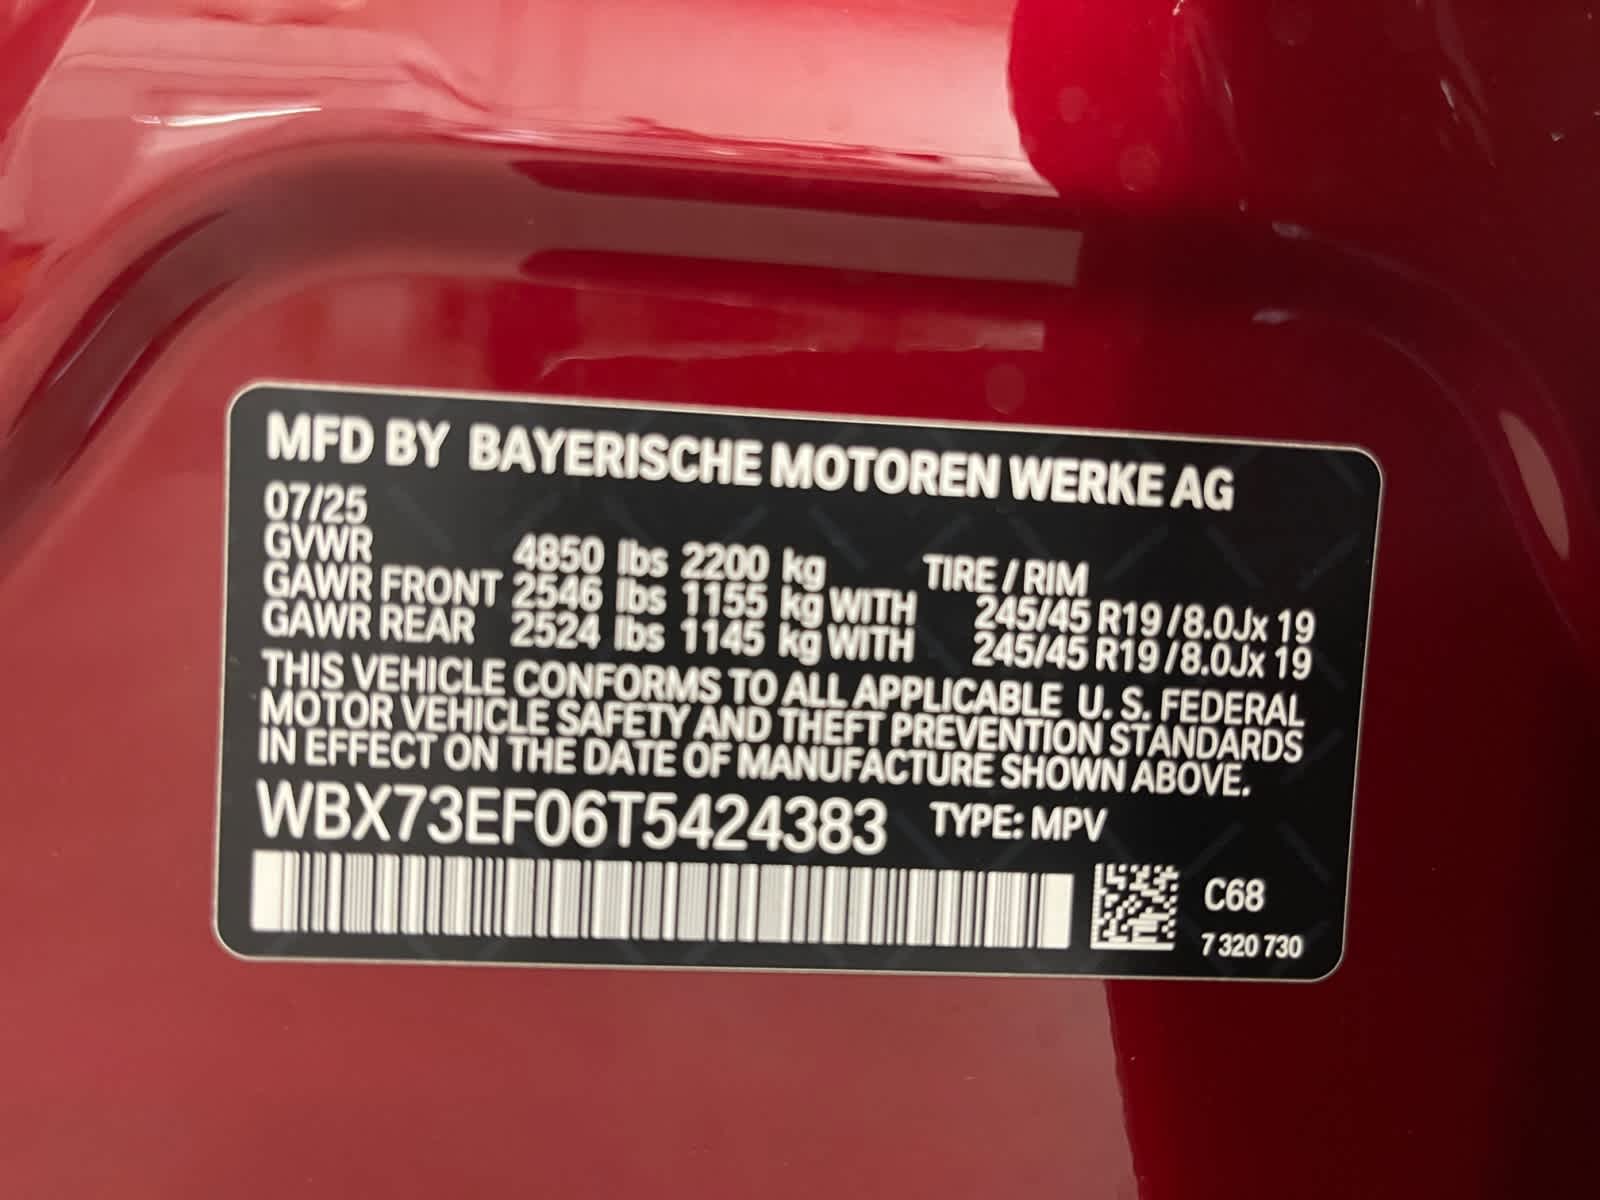 MFD BY BAYERISCHE MOTOREN WERKE AG
07/25
GVWR 4850 lbs 2200 kg TIRE / RIM
GAWR FRONT 2546 lbs 1155 kg WITH 245/45 R19 / 8.0Jx 19
GAWR REAR 2524 lbs 1145 kg WITH 245/45 R19 / 8.0Jx 19
THIS VEHICLE CONFORMS TO ALL APPLICABLE U. S. FEDERAL
MOTOR VEHICLE SAFETY AND THEFT PREVENTION STANDARDS
IN EFFECT ON THE DATE OF MANUFACTURE SHOWN ABOVE.
WBX73EF06T5424383 TYPE: MPV
C68
7 320 730